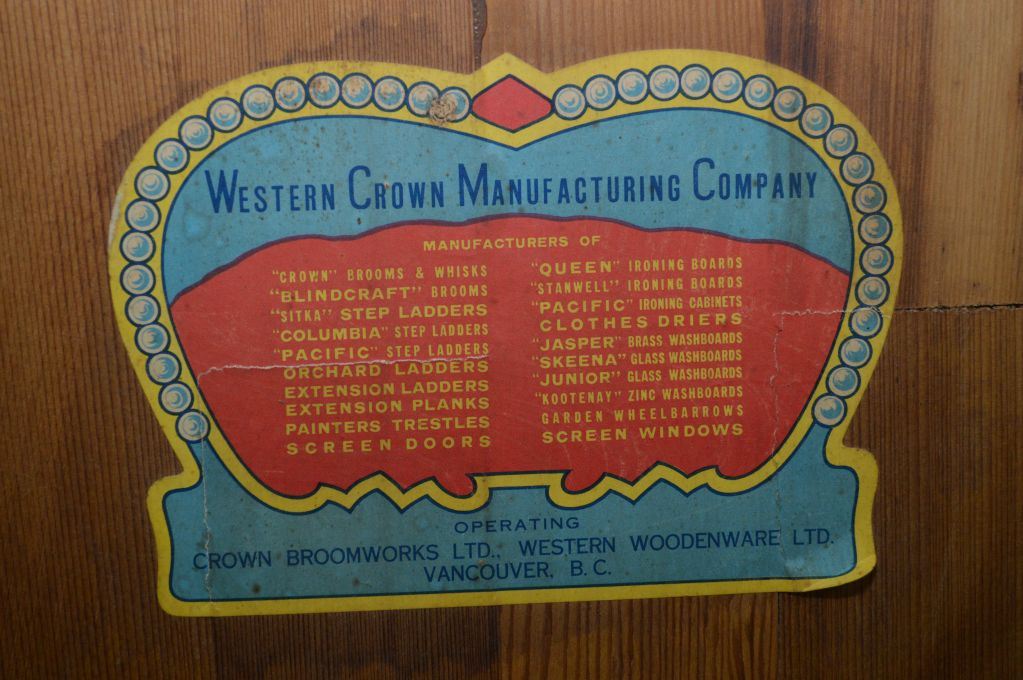 WESTERN CROWN MANUFACTURING COMPANY
MANUFACTURERS OF
"CROWN" BROOMS & WHISKS
"BLINDCRAFT" BROOMS
"SITKA" STEP LADDERS
"COLUMBIA" STEP LADDERS
"PACIFIC" STEP LADDERS
ORCHARD LADDERS
EXTENSION LADDERS
EXTENSION PLANKS
PAINTERS TRESTLES
SCREEN DOORS
"QUEEN" IRONING BOARDS
"STANWELL" IRONING BOARDS
"PACIFIC" IRONING CABINETS
CLOTHES DRIERS
"JASPER" BRASS WASHBOARDS
"SKEENA" GLASS WASHBOARDS
"JUNIOR" GLASS WASHBOARDS
"KOOTENAY" ZINC WASHBOARDS
GARDEN WHEELBARROWS
SCREEN WINDOWS
OPERATING
CROWN BROOMWORKS LTD., WESTERN WOODENWARE LTD.
VANCOUVER, B.C.